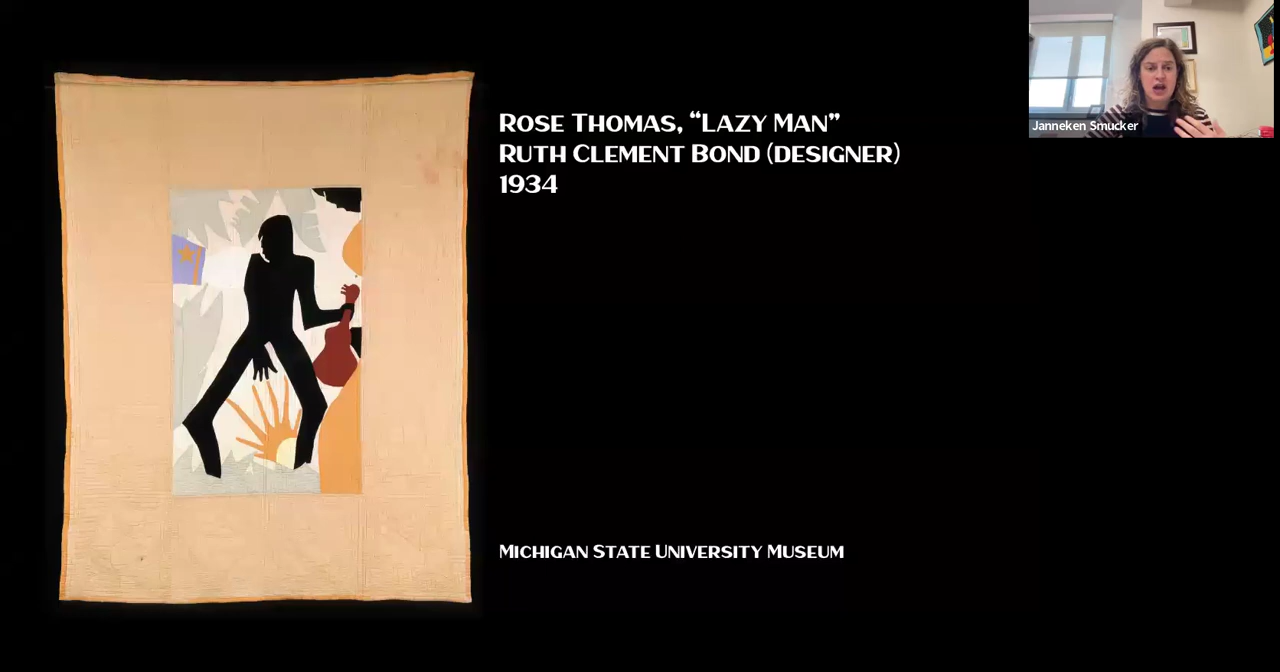 Rose Thomas, “Lazy Man”
Ruth Clement Bond (designer)
1934
Michigan State University Museum
Janneken Smucker